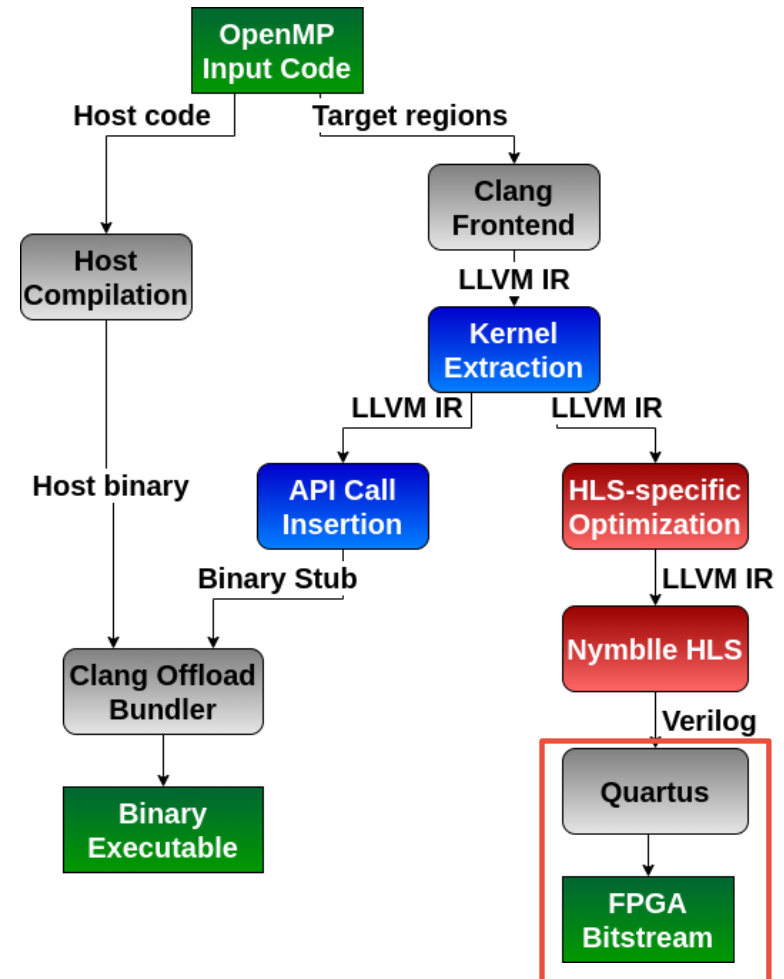 OpenMP
Input Code
Host code
Target regions
Clang
Frontend
Host
Compilation
LLVM IR
Kernel
Extraction
LLVM IR
LLVM IR
Host binary
API Call
Insertion
HLS-specific
Optimization
Binary Stub
LLVM IR
Clang Offload
Bundler
Nymblle HLS
Verilog
Quartus
Binary
Executable
FPGA
Bitstream